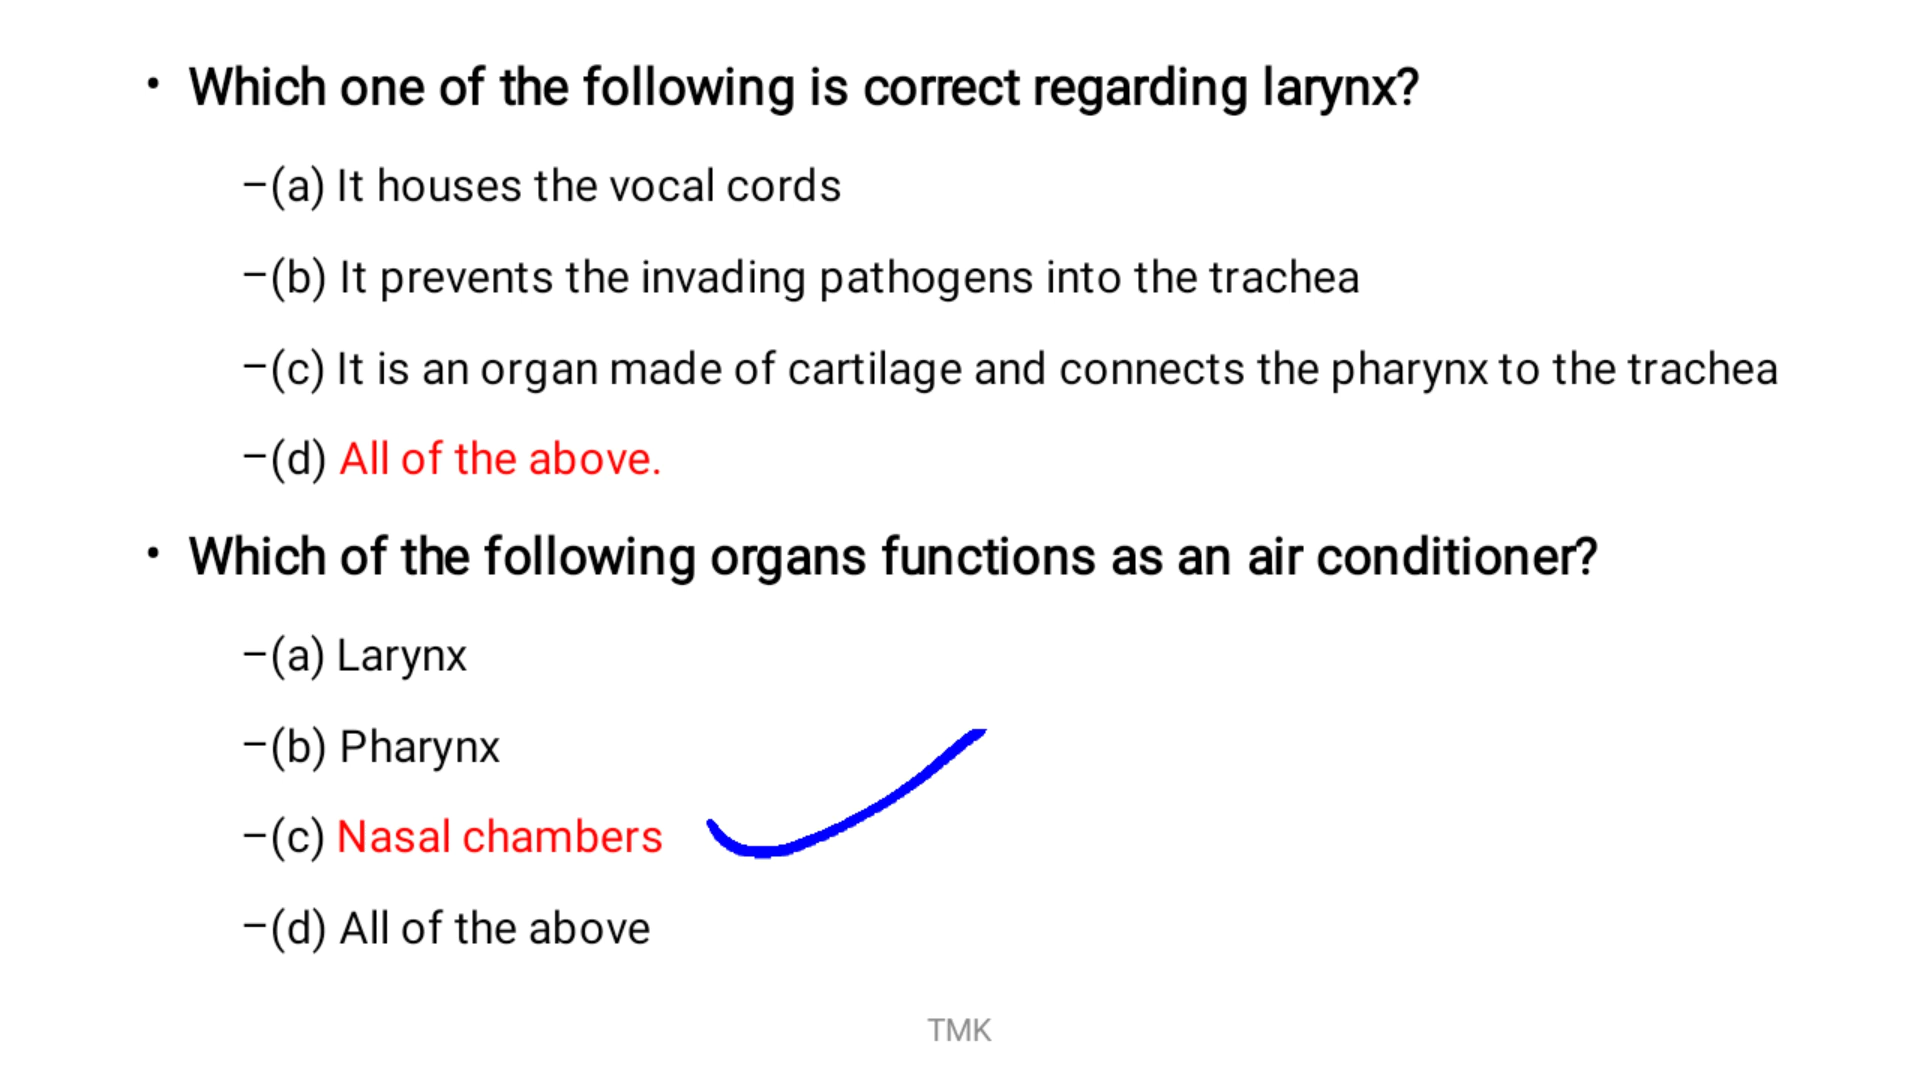 • Which one of the following is correct regarding larynx?
–(a) It houses the vocal cords
–(b) It prevents the invading pathogens into the trachea
–(c) It is an organ made of cartilage and connects the pharynx to the trachea
–(d) All of the above.
• Which of the following organs functions as an air conditioner?
–(a) Larynx
–(b) Pharynx
–(c) Nasal chambers
–(d) All of the above
TMK